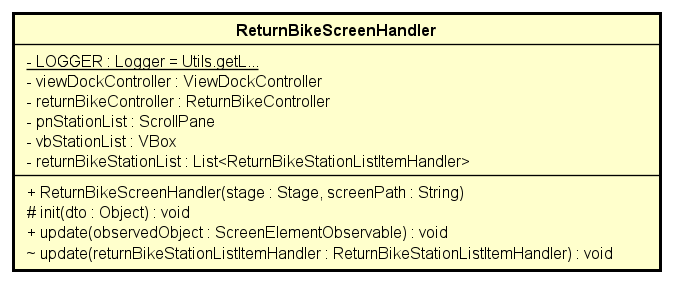 ReturnBikeScreenHandler
- LOGGER : Logger = Utils.getL...
- viewDockController : ViewDockController
- returnBikeController : ReturnBikeController
- pnStationList : ScrollPane
- vbStationList : VBox
- returnBikeStationList : List<ReturnBikeStationListItemHandler>
+ ReturnBikeScreenHandler(stage : Stage, screenPath : String)
# init(dto : Object) : void
+ update(observedObject : ScreenElementObservable) : void
~ update(returnBikeStationListItemHandler : ReturnBikeStationListItemHandler) : void